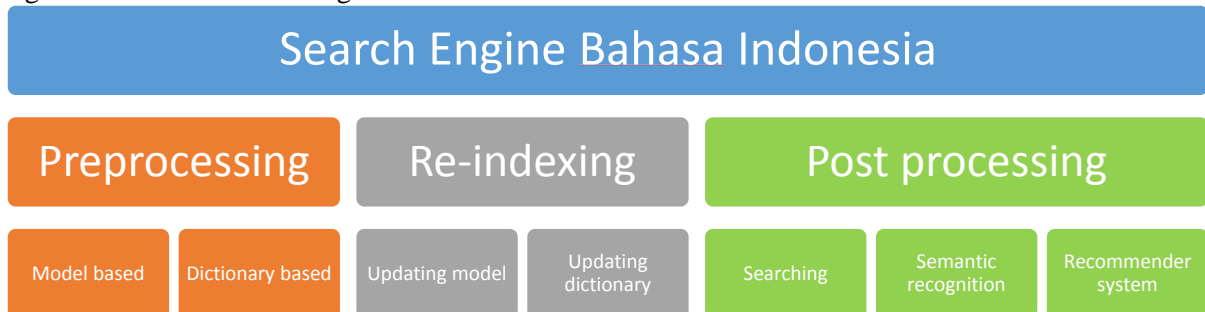 Search Engine Bahasa Indonesia
Preprocessing
Re-indexing
Post processing
Model based
Dictionary based
Updating model
Updating
dictionary
Searching
Semantic
recognition
Recommender
system